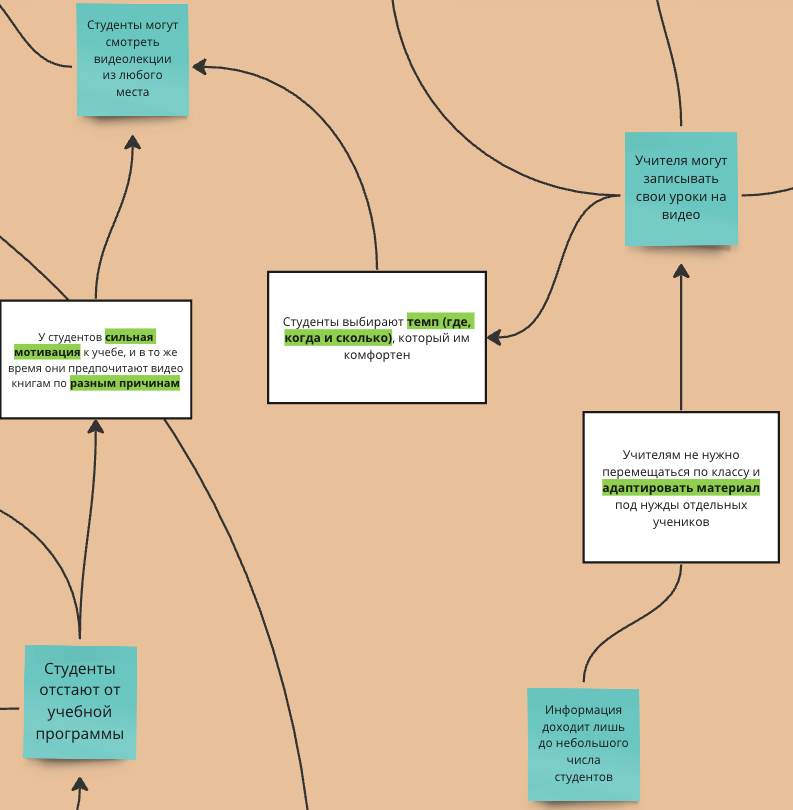 Студенты могут
смотреть
видеолекции
из любого
места
Учителя могут
записывать
свои уроки на
видео
Студенты выбирают темп (где,
когда и сколько), который им
комфортен
У студентов сильная
мотивация к учебе, и в то же
время они предпочитают видео
книгам по разным причинам
Учителям не нужно
перемещаться по классу и
адаптировать материал
под нужды отдельных
учеников
Студенты
отстают от
учебной
программы
Информация
доходит лишь
до небольшого
числа
студентов